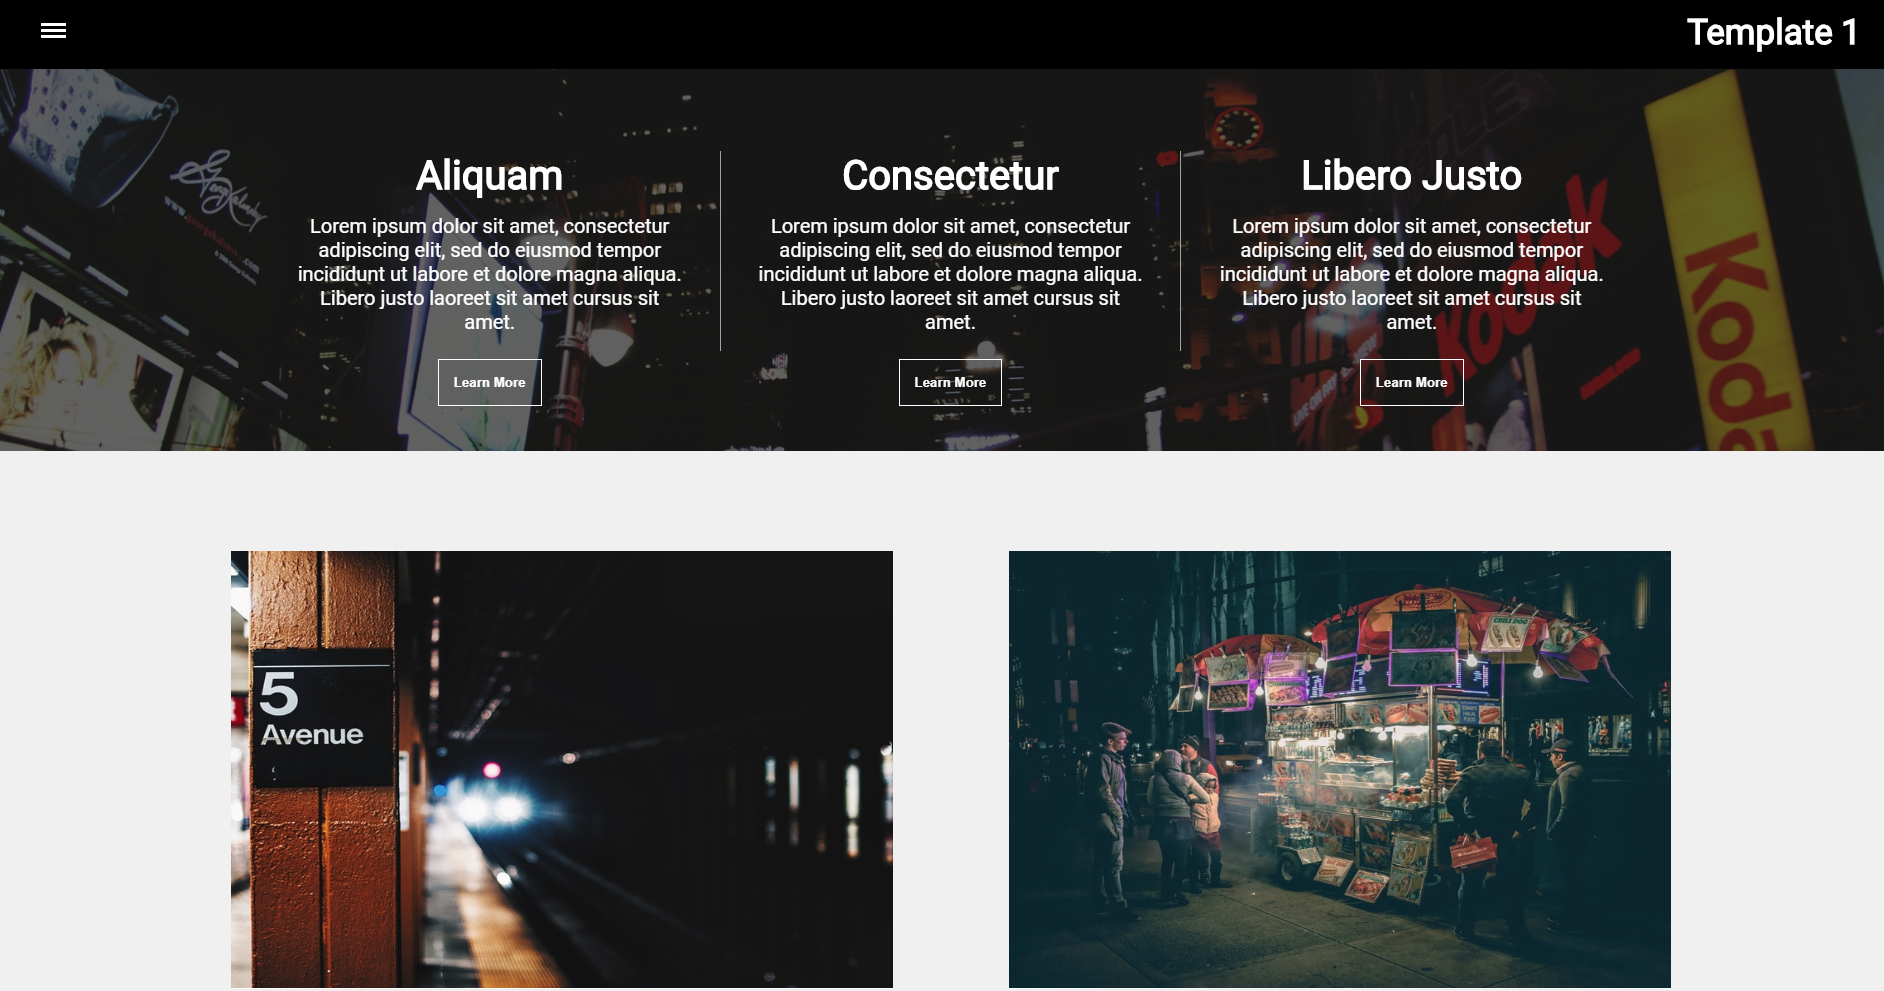 Template 1
Aliquam
Lorem ipsum dolor sit amet, consectetur
adipiscing elit, sed do eiusmod tempor
incididunt ut labore et dolore magna aliqua.
Libero justo laoreet sit amet cursus sit
amet.
Learn More
Consectetur
Lorem ipsum dolor sit amet, consectetur
adipiscing elit, sed do eiusmod tempor
incididunt ut labore et dolore magna aliqua.
Libero justo laoreet sit amet cursus sit
amet.
Learn More
Libero Justo
Lorem ipsum dolor sit amet, consectetur
adipiscing elit, sed do eiusmod tempor
incididunt ut labore et dolore magna aliqua.
Libero justo laoreet sit amet cursus sit
amet.
Learn More
Kodak
Koda
5
Avenue
CHILI DOG